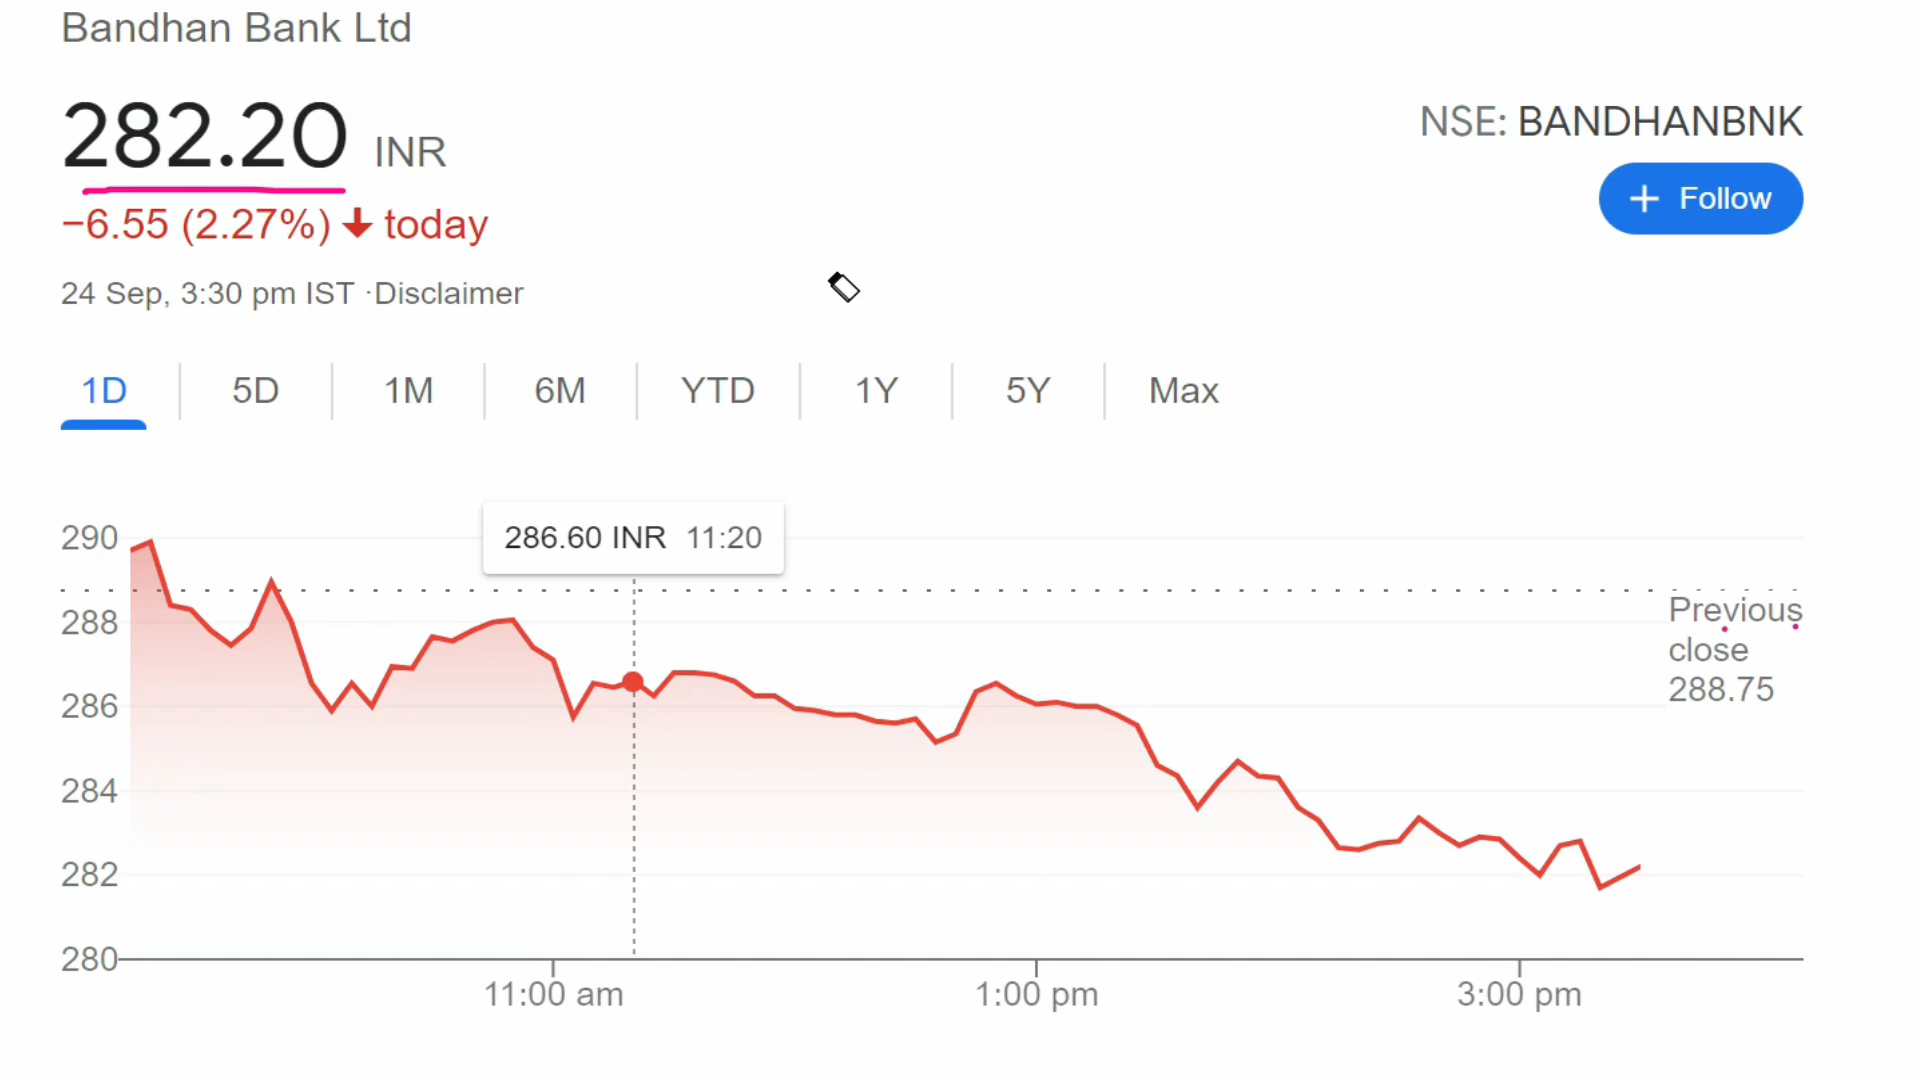 Bandhan Bank Ltd
282.20 INR
NSE: BANDHANBNK
−6.55 (2.27%) ↓ today
+ Follow
24 Sep, 3:30 pm IST ·Disclaimer
1D 5D 1M 6M YTD 1Y 5Y Max
286.60 INR 11:20
290
288
286
284
282
280
Previous
close
288.75
11:00 am 1:00 pm 3:00 pm